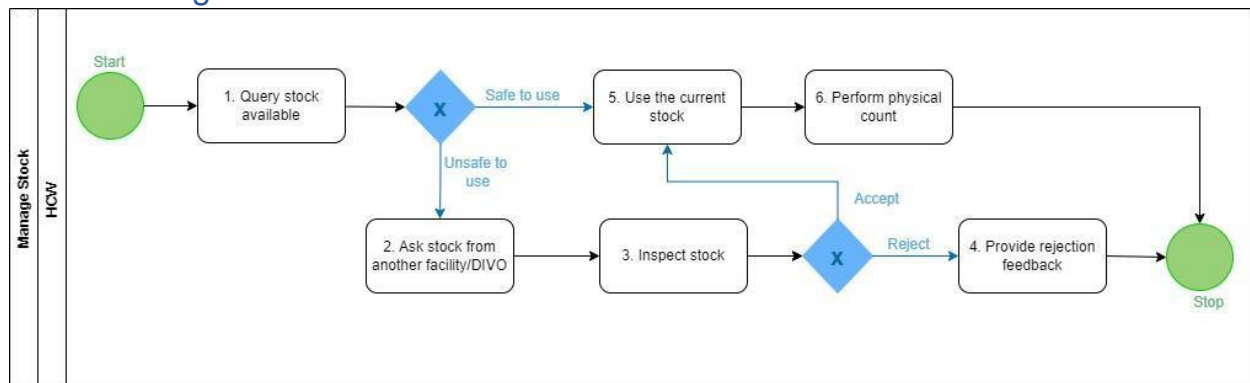 Manage Stock
HCW
Start
1. Query stock
available
X
Safe to use
Unsafe to
use
5. Use the current
stock
6. Perform physical
count
2. Ask stock from
another facility/DIVO
3. Inspect stock
X
Accept
Reject
4. Provide rejection
feedback
Stop